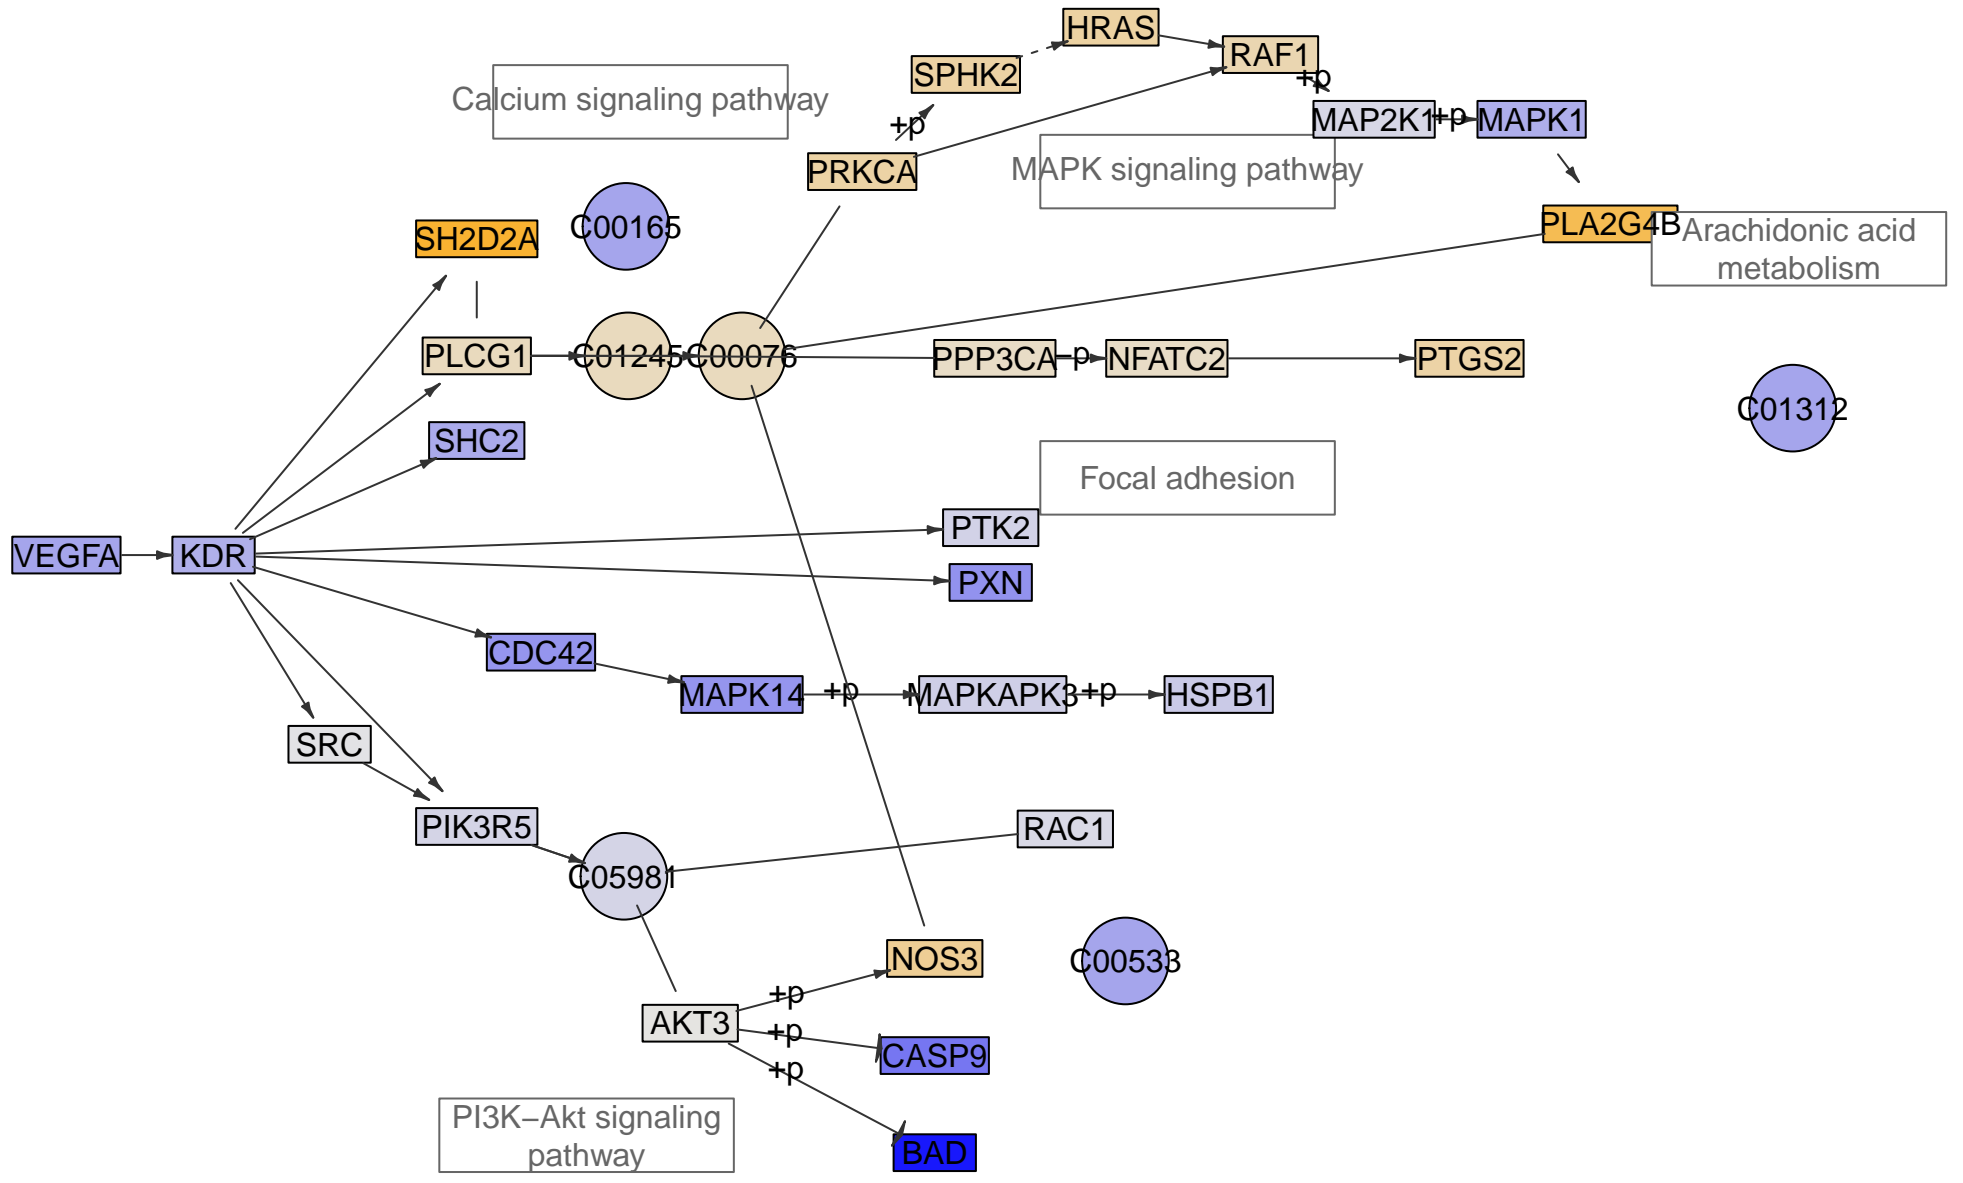 HRAS
RAF1
SPHK2
+p
Calcium signaling pathway
MAP2K1
+p
MAPK1
+p
PRKCA
MAPK signaling pathway
C00165
SH2D2A
PLA2G4B
Arachidonic acid
metabolism
PLCG1
C01245
C00076
PPP3CA
−p
NFATC2
PTGS2
C01312
SHC2
Focal adhesion
PTK2
VEGFA
KDR
PXN
CDC42
MAPK14
+p
MAPKAPK3
+p
HSPB1
SRC
PIK3R5
RAC1
C05981
NOS3
C00533
+p
AKT3
+p
CASP9
+p
PI3K−Akt signaling
pathway
BAD